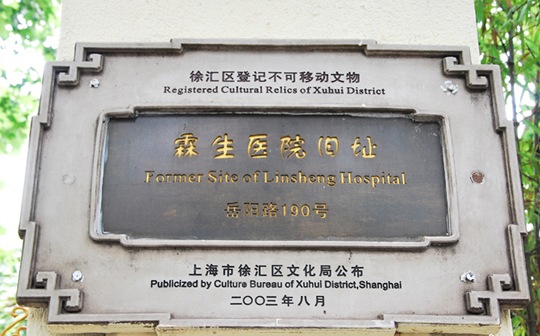 徐汇区登记不可移动文物
Registered Cultural Relics of Xuhui District
霖生医院旧址
Former Site of Linsheng Hospital
岳阳路190号
上海市徐汇区文化局公布
Publicized by Culture Bureau of Xuhui District,Shanghai
二〇〇三年八月